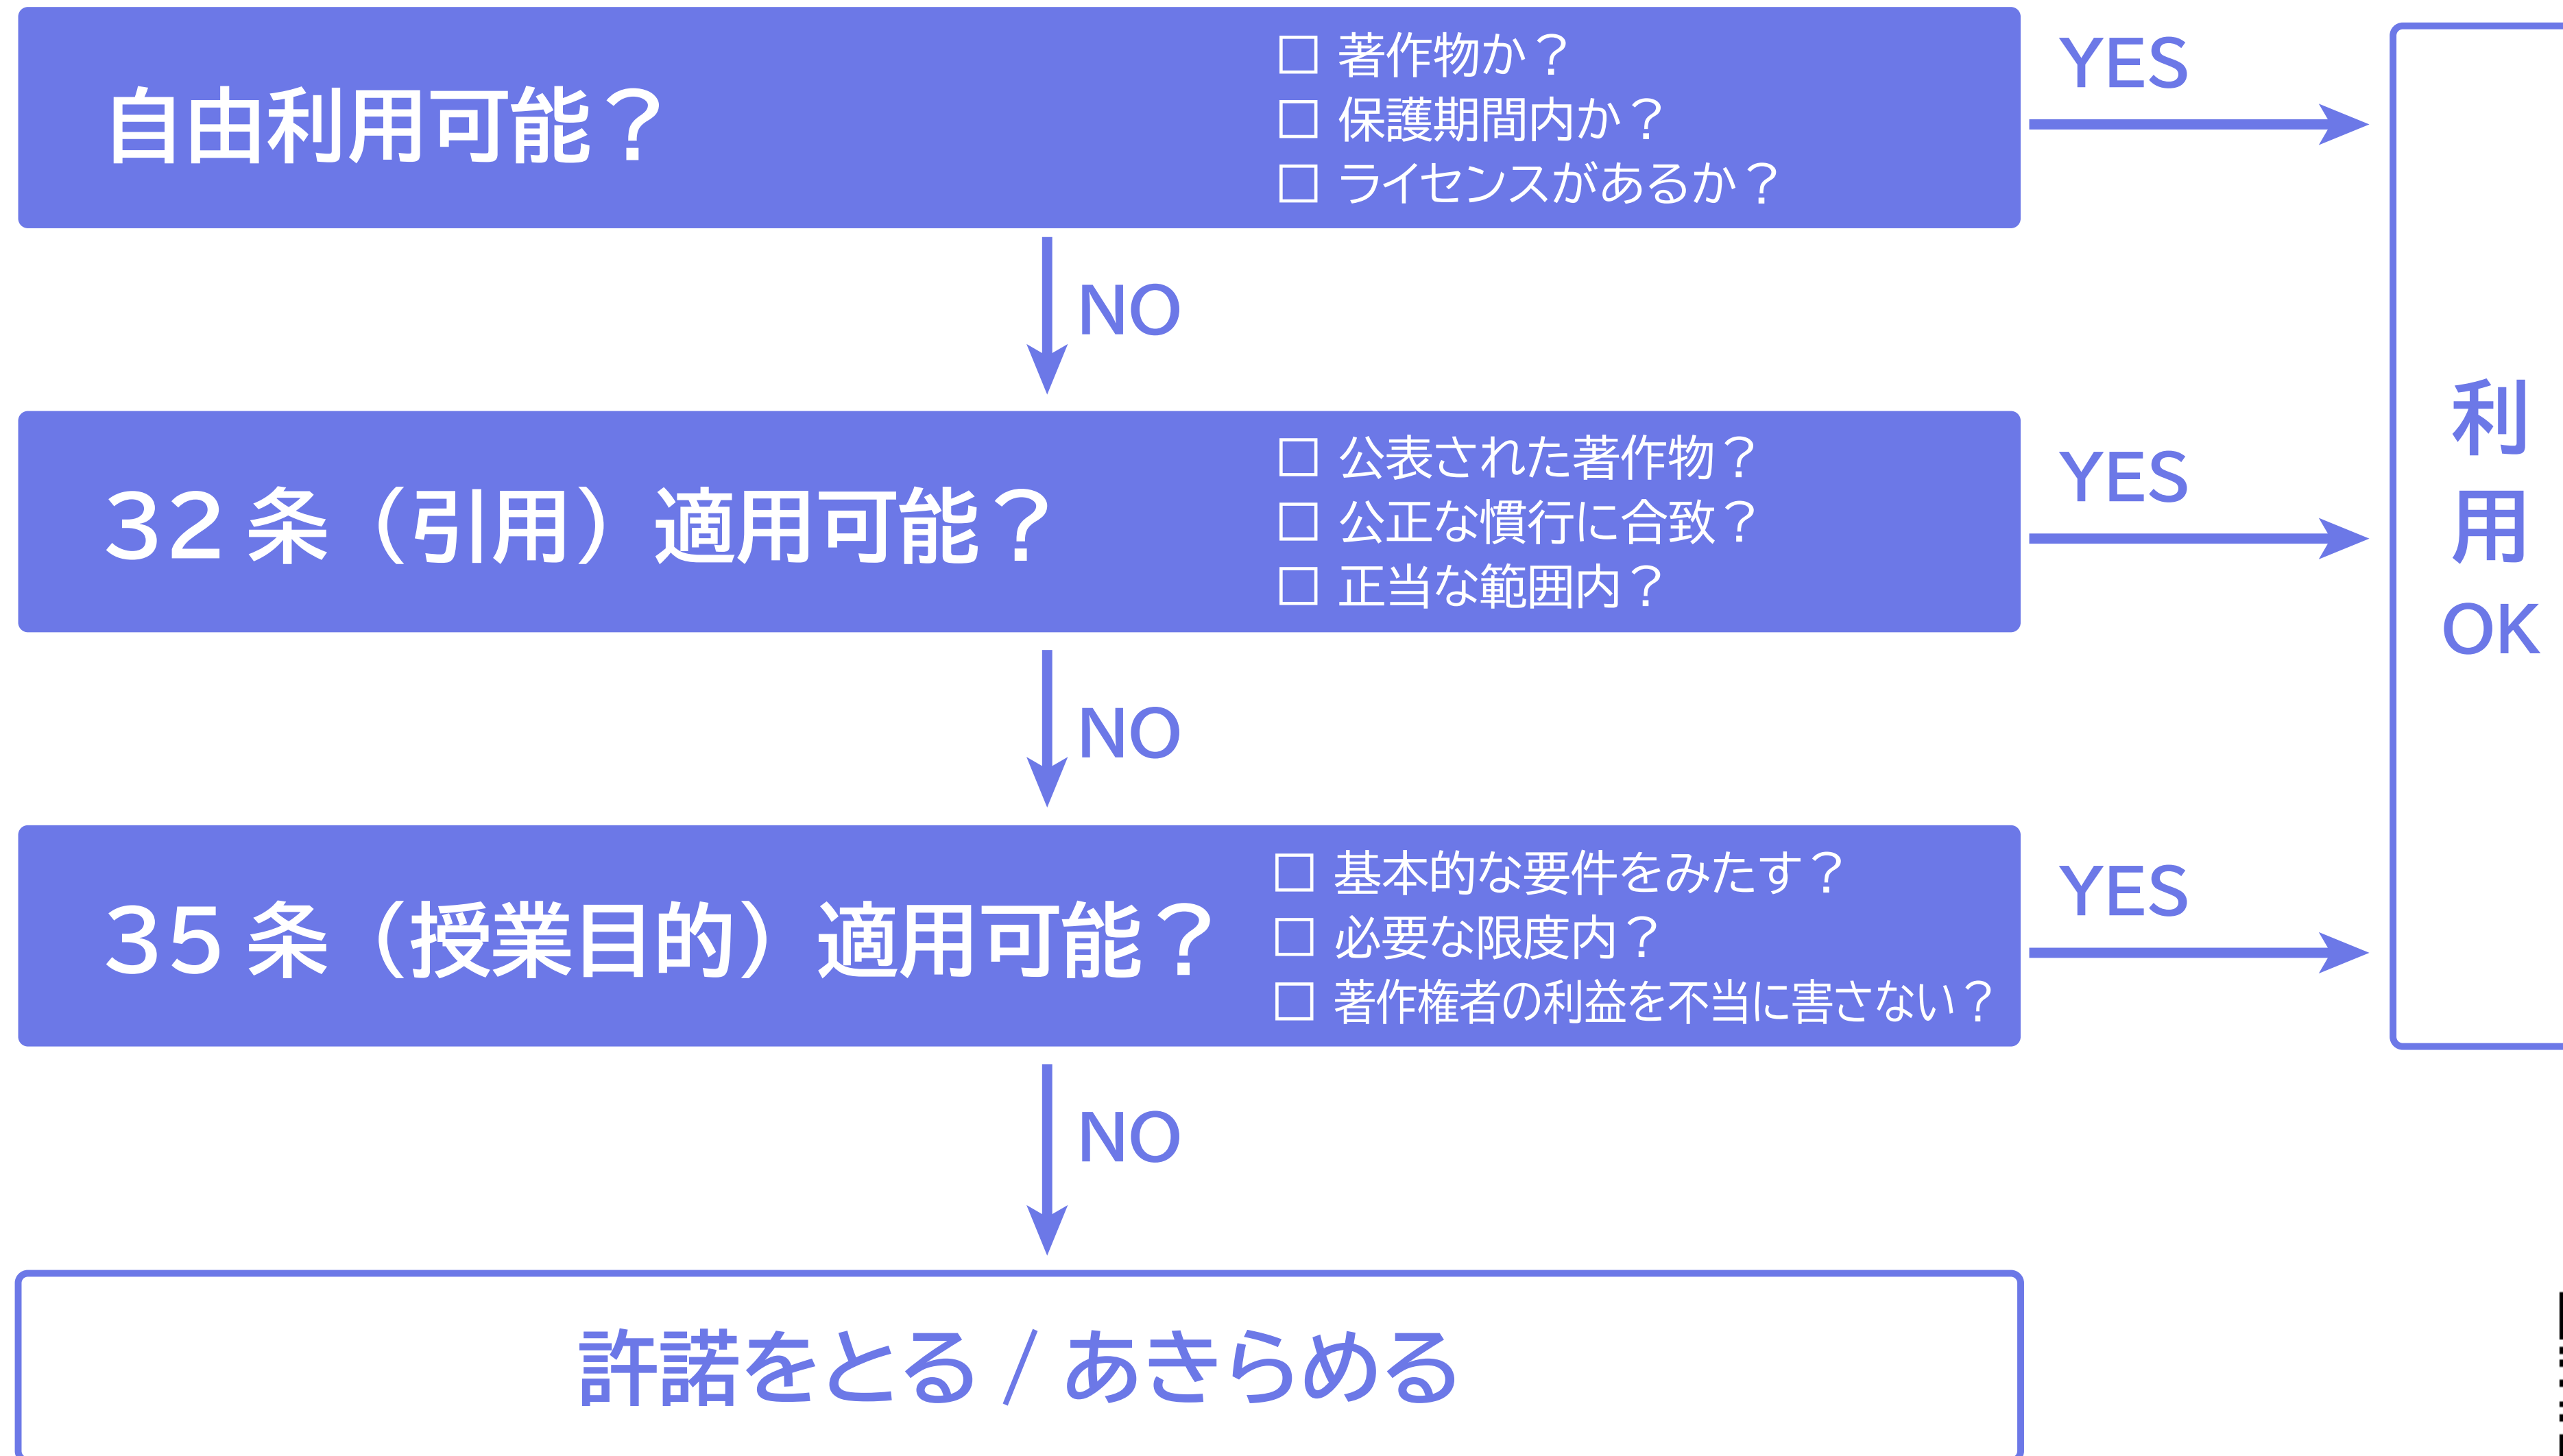 自由利用可能？
□ 著作物か？
□ 保護期間内か？
□ ライセンスがあるか？
YES
NO
32 条（引用）適用可能？
□ 公表された著作物？
□ 公正な慣行に合致？
□ 正当な範囲内？
YES
NO
35 条（授業目的）適用可能？
□ 基本的な要件をみたす？
□ 必要な限度内？
□ 著作権者の利益を不当に害さない？
YES
利用OK
NO
許諾をとる / あきらめる